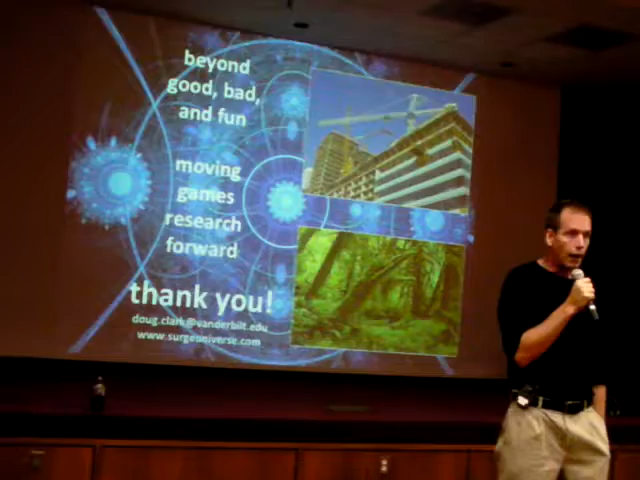 beyond
good, bad,
and fun
moving
games
research
forward
thank you!
doug.clark@vanderbilt.edu
www.surgeuniverse.com